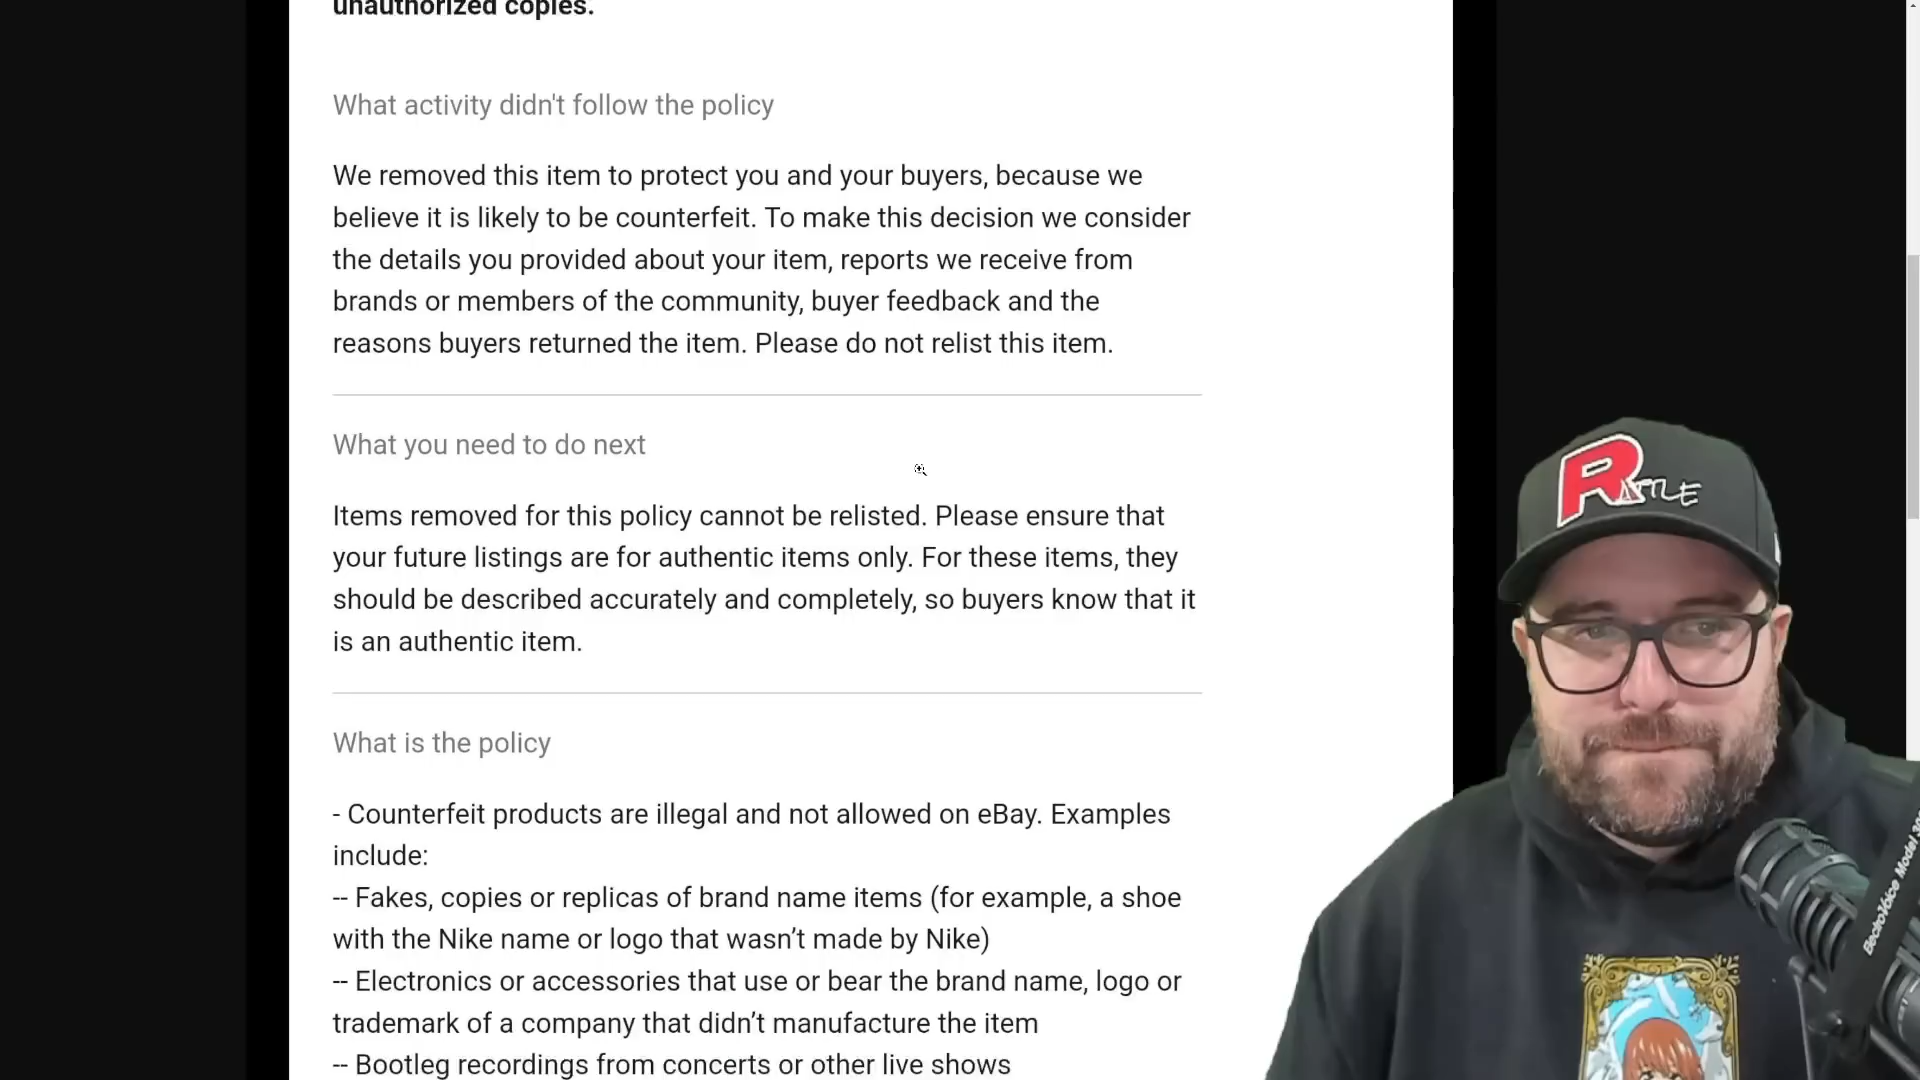 unauthorized copies.
What activity didn't follow the policy
We removed this item to protect you and your buyers, because we
believe it is likely to be counterfeit. To make this decision we consider
the details you provided about your item, reports we receive from
brands or members of the community, buyer feedback and the
reasons buyers returned the item. Please do not relist this item.
What you need to do next
Items removed for this policy cannot be relisted. Please ensure that
your future listings are for authentic items only. For these items, they
should be described accurately and completely, so buyers know that it
is an authentic item.
What is the policy
- Counterfeit products are illegal and not allowed on eBay. Examples
include:
-- Fakes, copies or replicas of brand name items (for example, a shoe
with the Nike name or logo that wasn’t made by Nike)
-- Electronics or accessories that use or bear the brand name, logo or
trademark of a company that didn’t manufacture the item
-- Bootleg recordings from concerts or other live shows
RATTLE
ElectroVoice Model